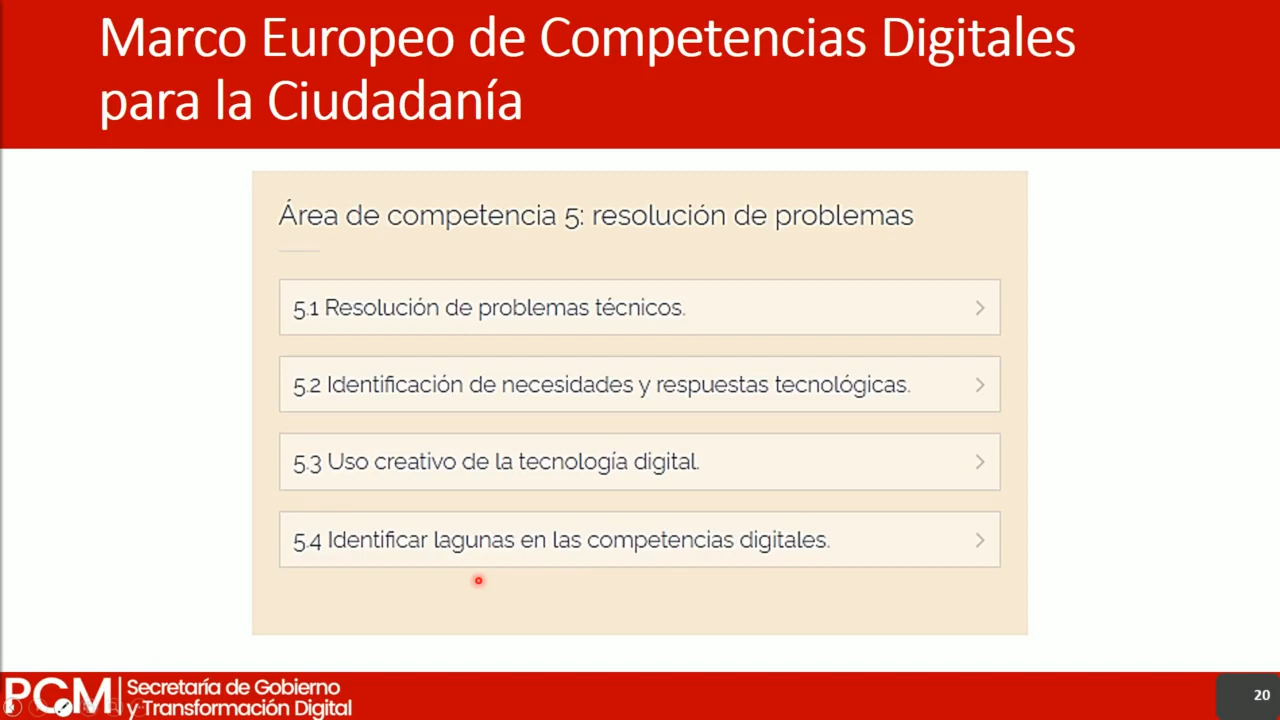 Marco Europeo de Competencias Digitales
para la Ciudadanía
Área de competencia 5: resolución de problemas
5.1 Resolución de problemas técnicos.
5.2 Identificación de necesidades y respuestas tecnológicas.
5.3 Uso creativo de la tecnología digital.
5.4 Identificar lagunas en las competencias digitales.
PCM
Secretaría de Gobierno
y Transformación Digital
20